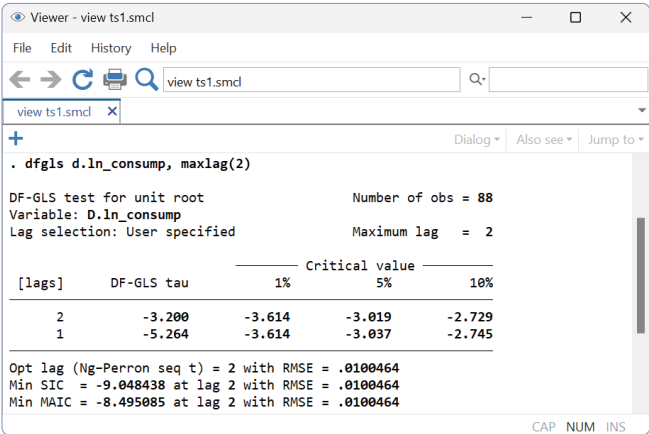 Viewer - view ts1.smcl
File Edit History Help
view ts1.smcl
view ts1.smcl
Dialog Also see Jump to
. dfgls d.ln_consump, maxlag(2)
DF-GLS test for unit root Number of obs = 88
Variable: D.ln_consump
Lag selection: User specified Maximum lag = 2
Critical value
[lags] DF-GLS tau 1% 5% 10%
2 -3.200 -3.614 -3.019 -2.729
1 -5.264 -3.614 -3.037 -2.745
Opt lag (Ng-Perron seq t) = 2 with RMSE = .0100464
Min SIC = -9.048438 at lag 2 with RMSE = .0100464
Min MAIC = -8.495085 at lag 2 with RMSE = .0100464
CAP NUM INS